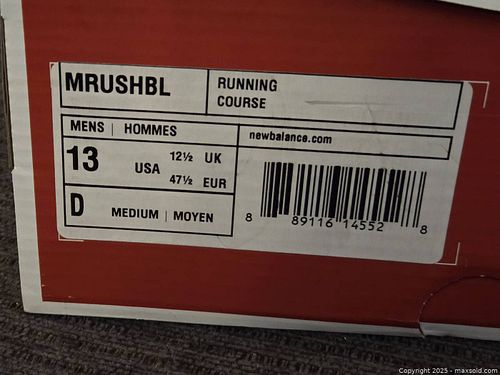 MRUSHBL
RUNNING
COURSE
MENS | HOMMES
newbalance.com
13 USA 12½ UK
47½ EUR
D MEDIUM | MOYEN
8 89116 14552 8
Copyright © 2025 - maxsold.com